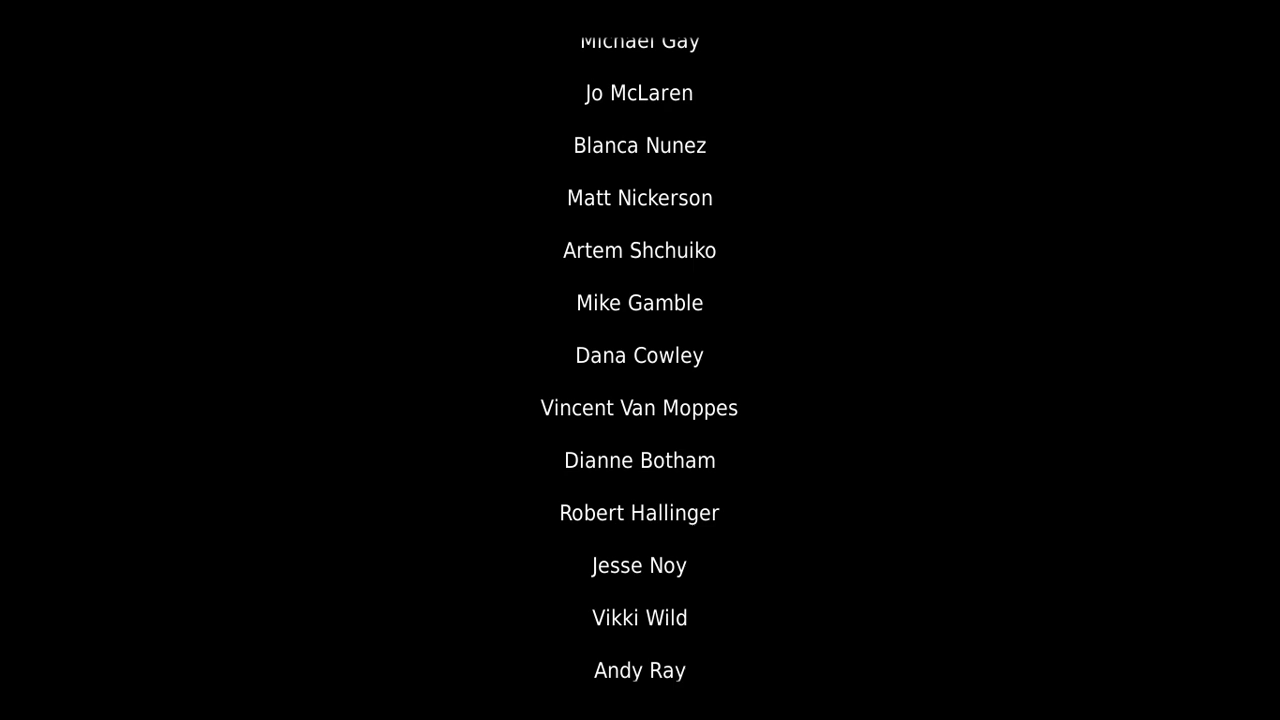 Michael Gay
Jo McLaren
Blanca Nunez
Matt Nickerson
Artem Shchuiko
Mike Gamble
Dana Cowley
Vincent Van Moppes
Dianne Botham
Robert Hallinger
Jesse Noy
Vikki Wild
Andy Ray